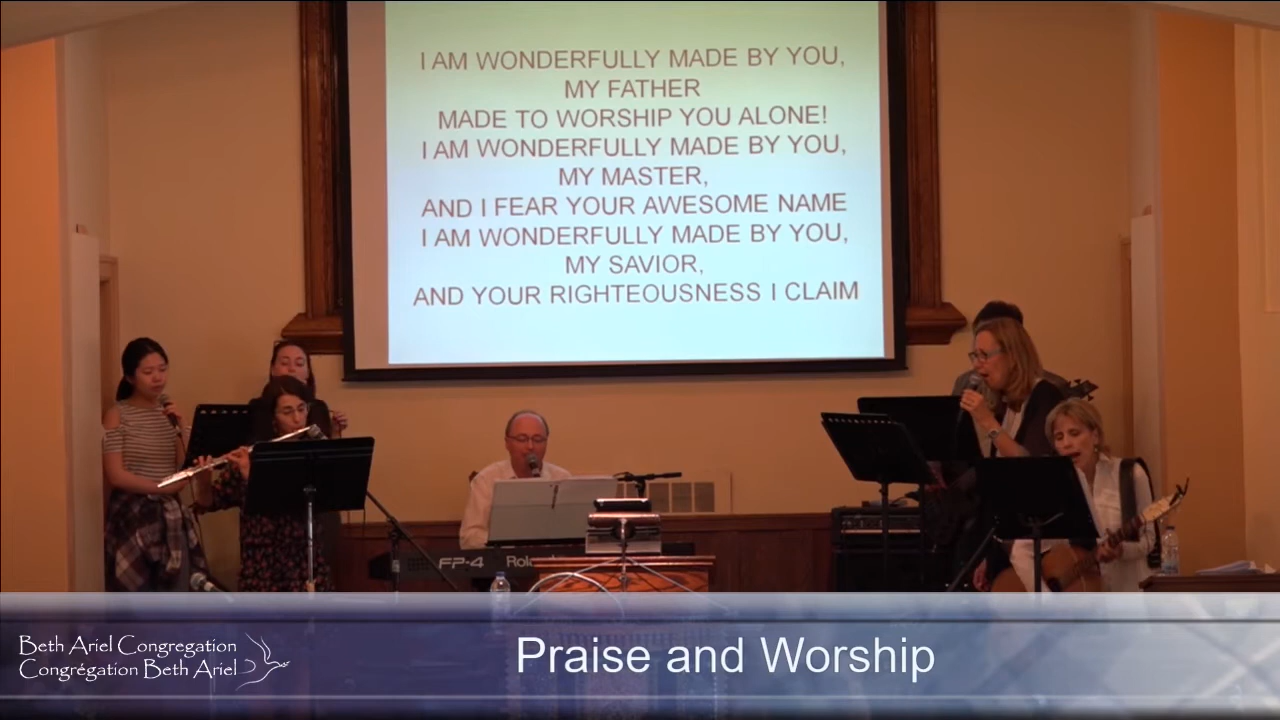 I AM WONDERFULLY MADE BY YOU,
MY FATHER
MADE TO WORSHIP YOU ALONE!
I AM WONDERFULLY MADE BY YOU,
MY MASTER,
AND I FEAR YOUR AWESOME NAME
I AM WONDERFULLY MADE BY YOU,
MY SAVIOR,
AND YOUR RIGHTEOUSNESS I CLAIM
FP-4 Rola
Beth Ariel Congregation
Congrégation Beth Ariel
Praise and Worship